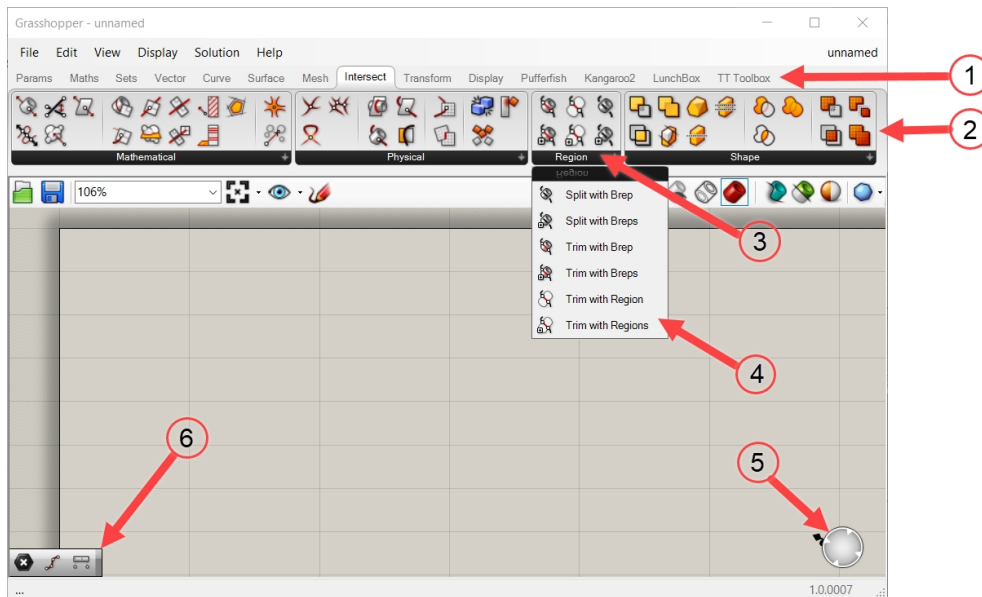 Grasshopper - unnamed
File Edit View Display Solution Help unnamed
Params Maths Sets Vector Curve Surface Mesh Intersect Transform Display Pufferfish Kangaroo2 LunchBox TT Toolbox
1
2
Mathematical Physical Region Shape
Region
106%
Split with Brep
Split with Breps
3
Trim with Brep
Trim with Breps
Trim with Region
Trim with Regions
4
6
5
... 1.0.0007